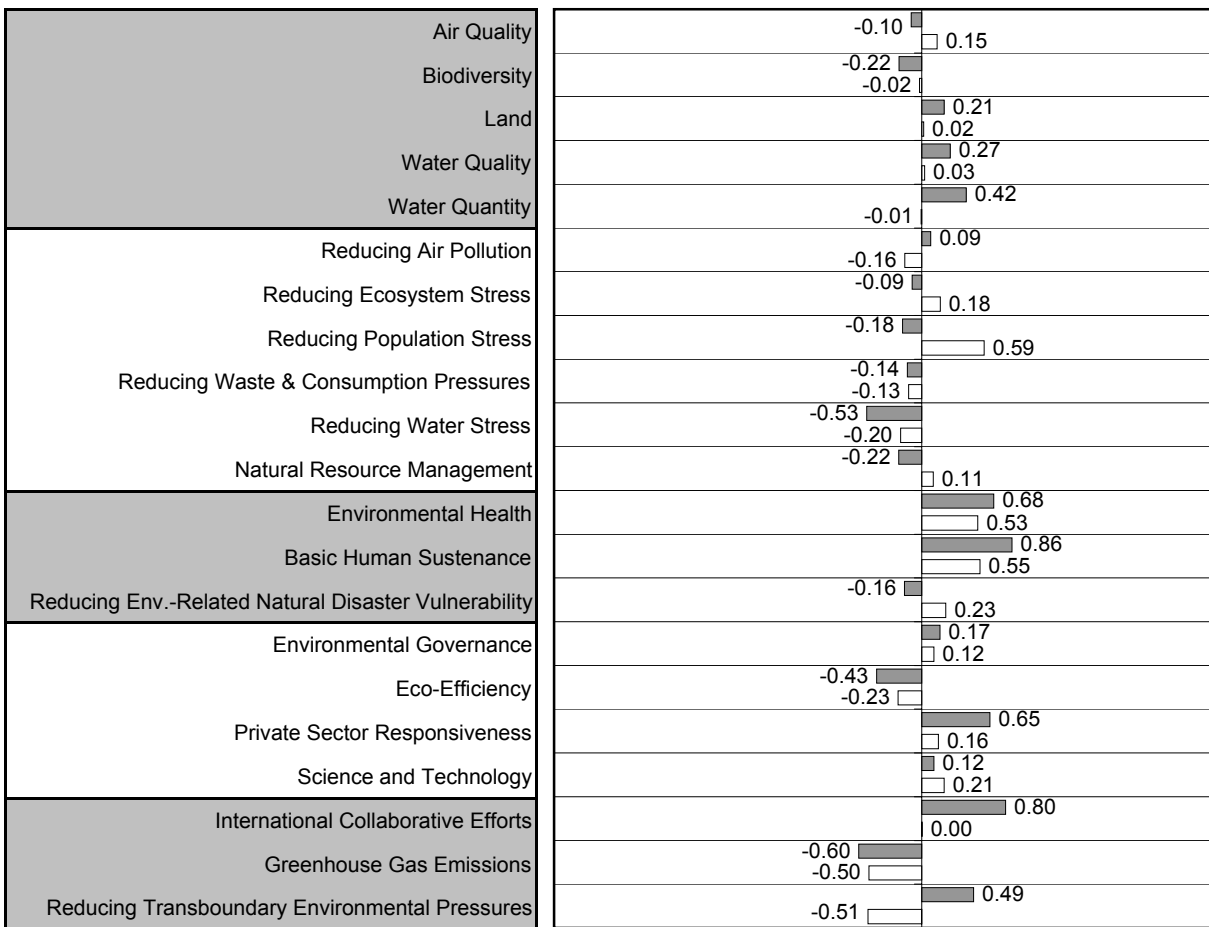 Air Quality
-0.10
0.15
Biodiversity
-0.22
-0.02
Land
0.21
0.02
Water Quality
0.27
0.03
Water Quantity
0.42
-0.01
Reducing Air Pollution
0.09
-0.16
Reducing Ecosystem Stress
-0.09
0.18
Reducing Population Stress
-0.18
0.59
Reducing Waste & Consumption Pressures
-0.14
-0.13
Reducing Water Stress
-0.53
-0.20
Natural Resource Management
-0.22
0.11
Environmental Health
0.68
0.53
Basic Human Sustenance
0.86
0.55
Reducing Env.-Related Natural Disaster Vulnerability
-0.16
0.23
Environmental Governance
0.17
0.12
Eco-Efficiency
-0.43
-0.23
Private Sector Responsiveness
0.65
0.16
Science and Technology
0.12
0.21
International Collaborative Efforts
0.80
0.00
Greenhouse Gas Emissions
-0.60
-0.50
Reducing Transboundary Environmental Pressures
0.49
-0.51